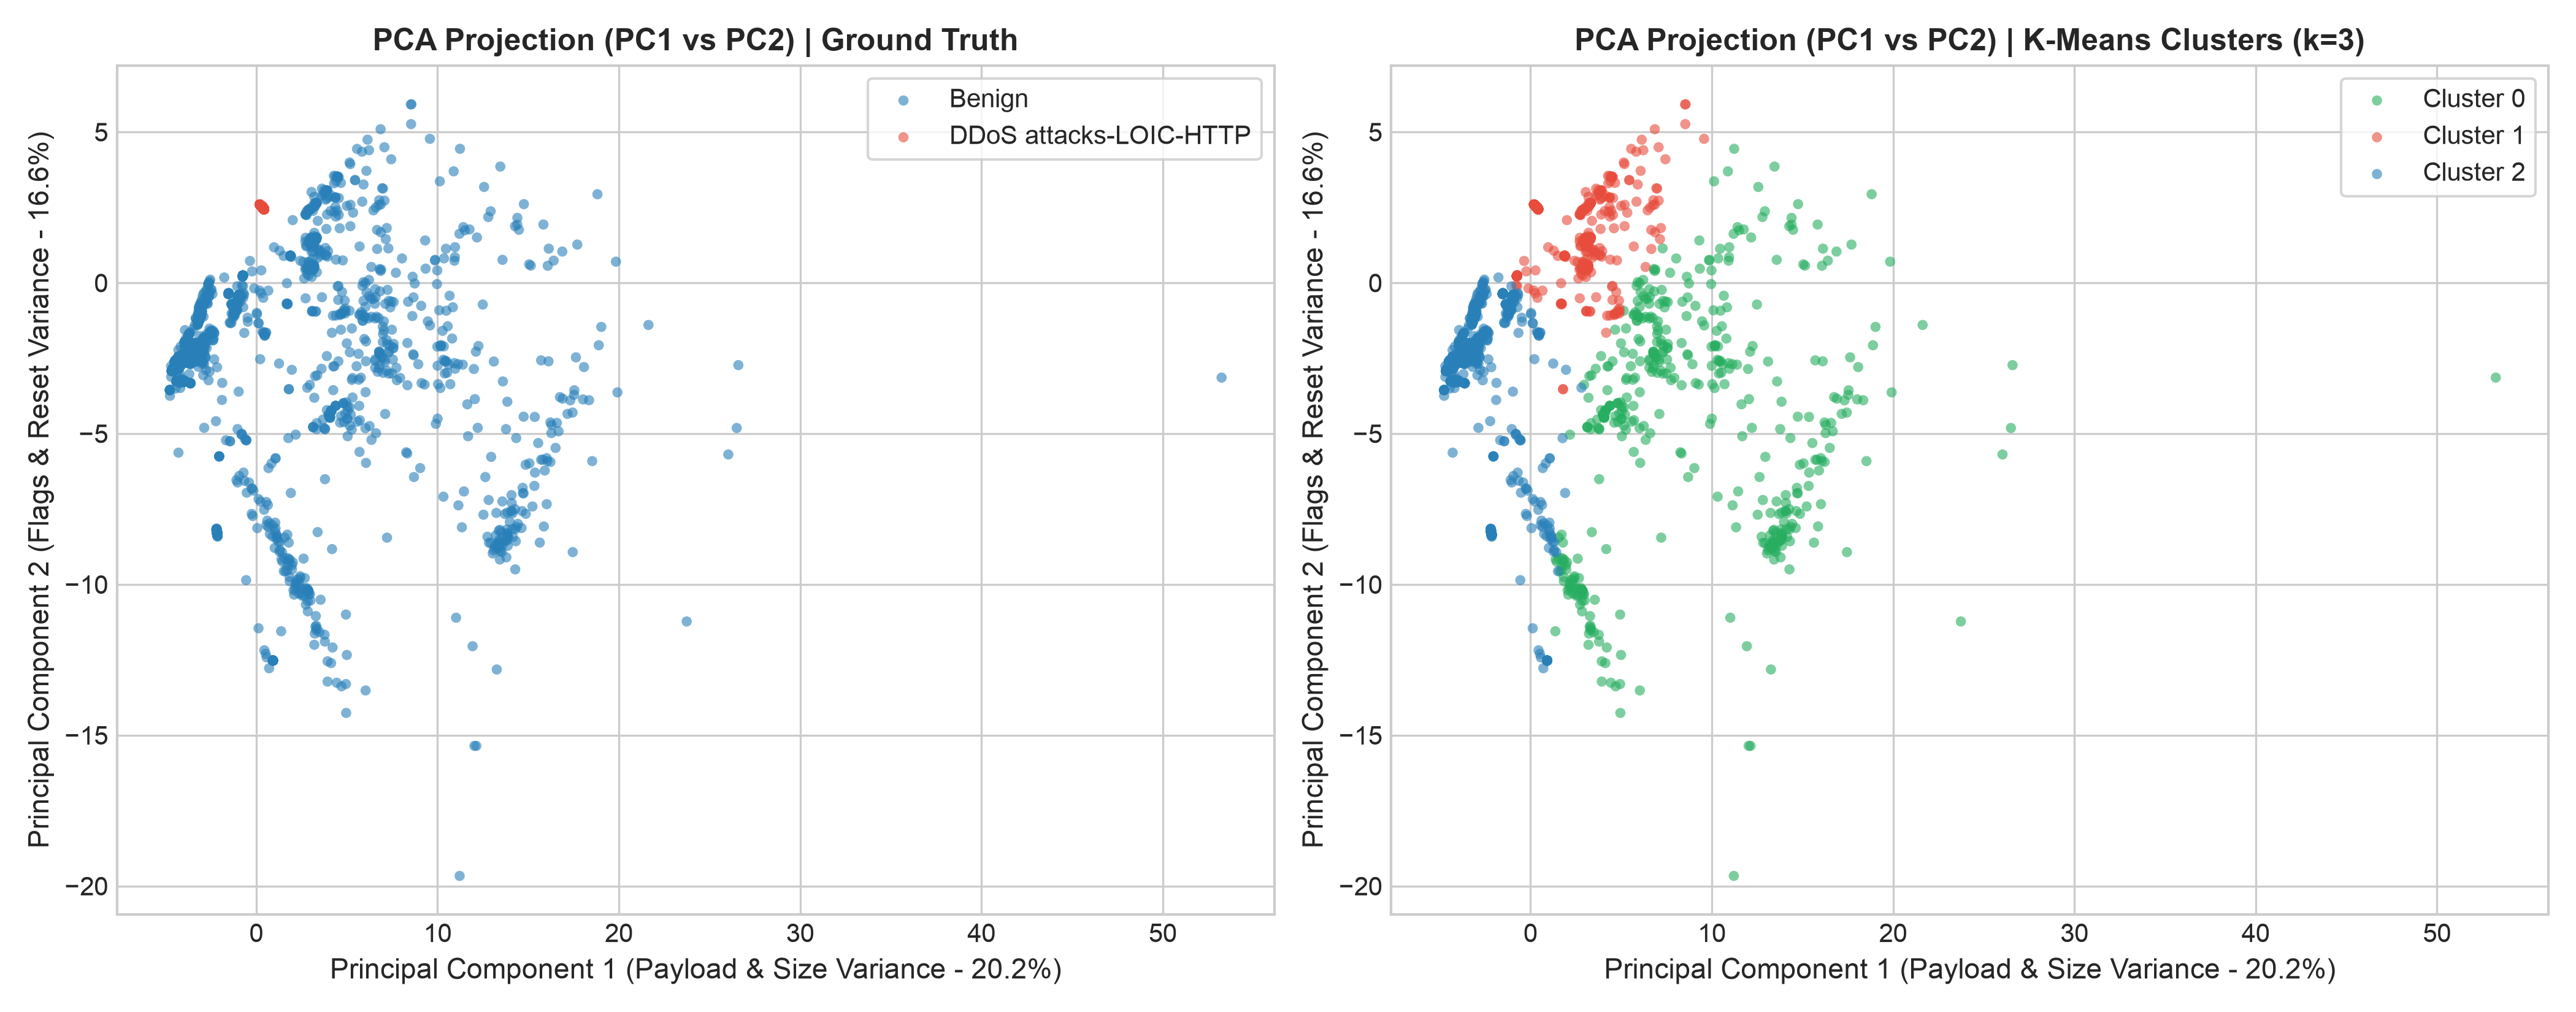 PCA Projection (PC1 vs PC2) | Ground Truth
Principal Component 2 (Flags & Reset Variance - 16.6%)
5
0
−5
−10
−15
−20
Benign
DDoS attacks-LOIC-HTTP
0 10 20 30 40 50
Principal Component 1 (Payload & Size Variance - 20.2%)
PCA Projection (PC1 vs PC2) | K-Means Clusters (k=3)
Principal Component 2 (Flags & Reset Variance - 16.6%)
5
0
−5
−10
−15
−20
Cluster 0
Cluster 1
Cluster 2
0 10 20 30 40 50
Principal Component 1 (Payload & Size Variance - 20.2%)